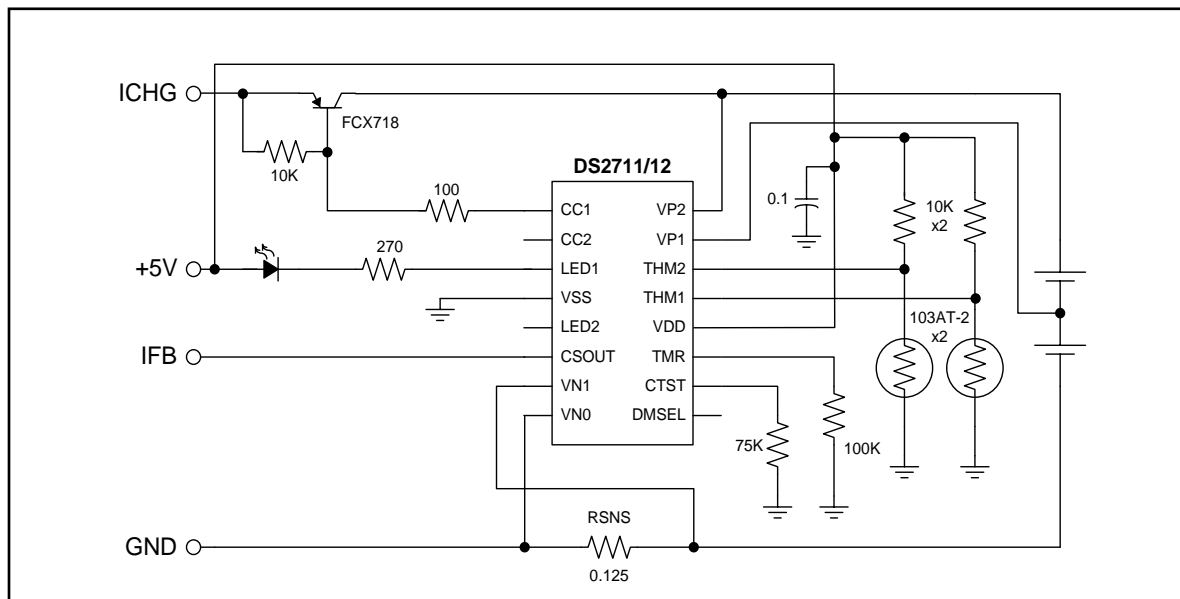 ICHG
FCX718
10K
DS2711/12
100
0.1
10K
x2
CC1
VP2
CC2
VP1
+5V
270
LED1
THM2
VSS
THM1
103AT-2
x2
LED2
VDD
IFB
CSOUT
TMR
VN1
CTST
VN0
DMSEL
75K
100K
RSNS
GND
0.125